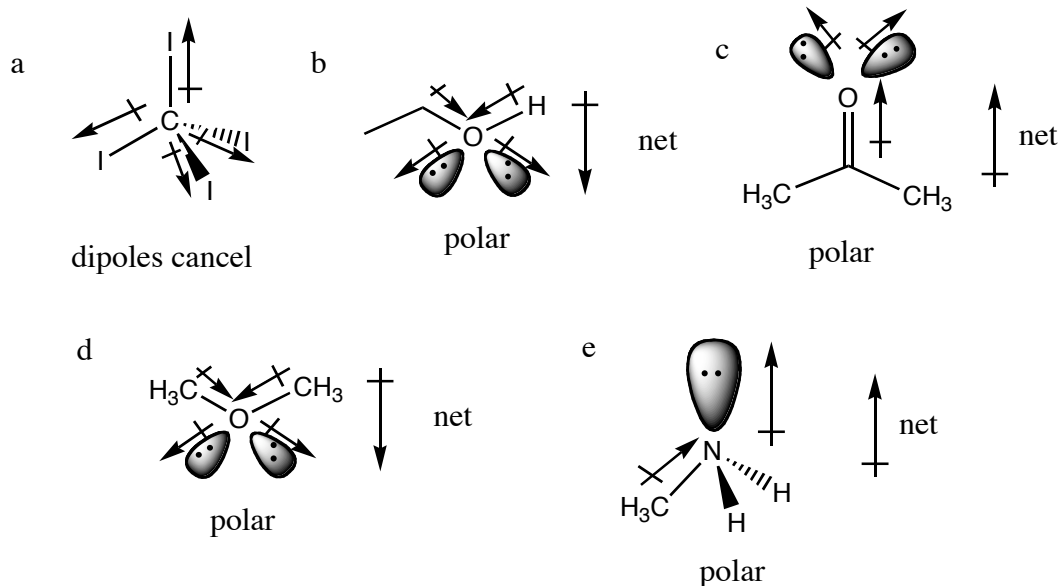 a
I
C
I
I
I
dipoles cancel
b
H
O
net
polar
c
O
H₃C
CH₃
net
polar
d
H₃C
CH₃
O
net
polar
e
N
H₃C
H
H
net
polar